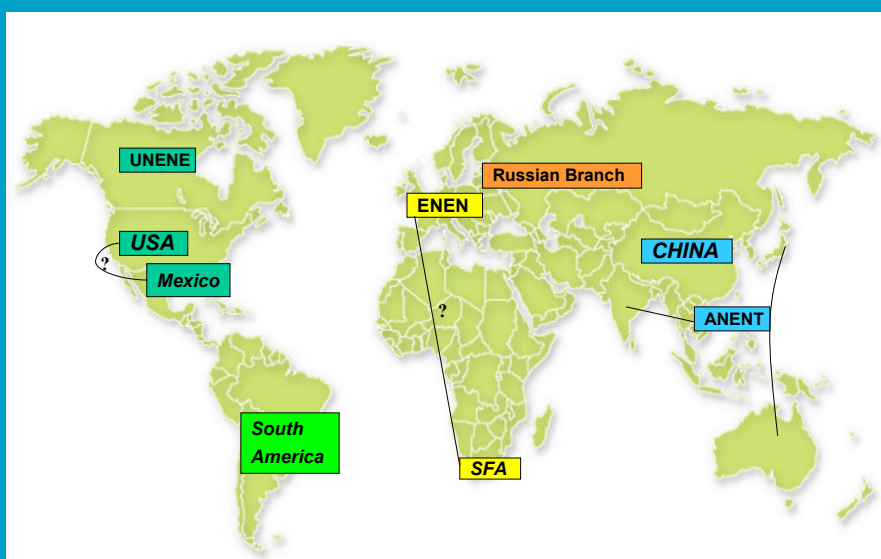 UNENE
Russian Branch
ENEN
USA
CHINA
?
Mexico
?
ANENT
South
America
SFA